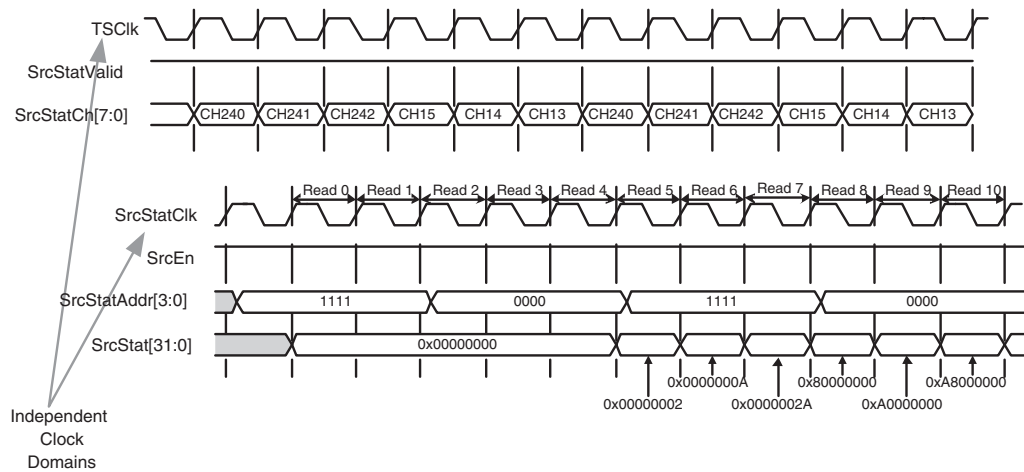 TSClk
SrcStatValid
SrcStatCh[7:0]
CH240 CH241 CH242 CH15 CH14 CH13 CH240 CH241 CH242 CH15 CH14 CH13
Read 0 Read 1 Read 2 Read 3 Read 4 Read 5 Read 6 Read 7 Read 8 Read 9 Read 10
SrcStatClk
SrcEn
SrcStatAddr[3:0]
1111 0000 1111 0000
SrcStat[31:0]
0x00000000
0x0000000A 0x80000000 0xA8000000
0x00000002 0x0000002A 0xA0000000
Independent
Clock
Domains